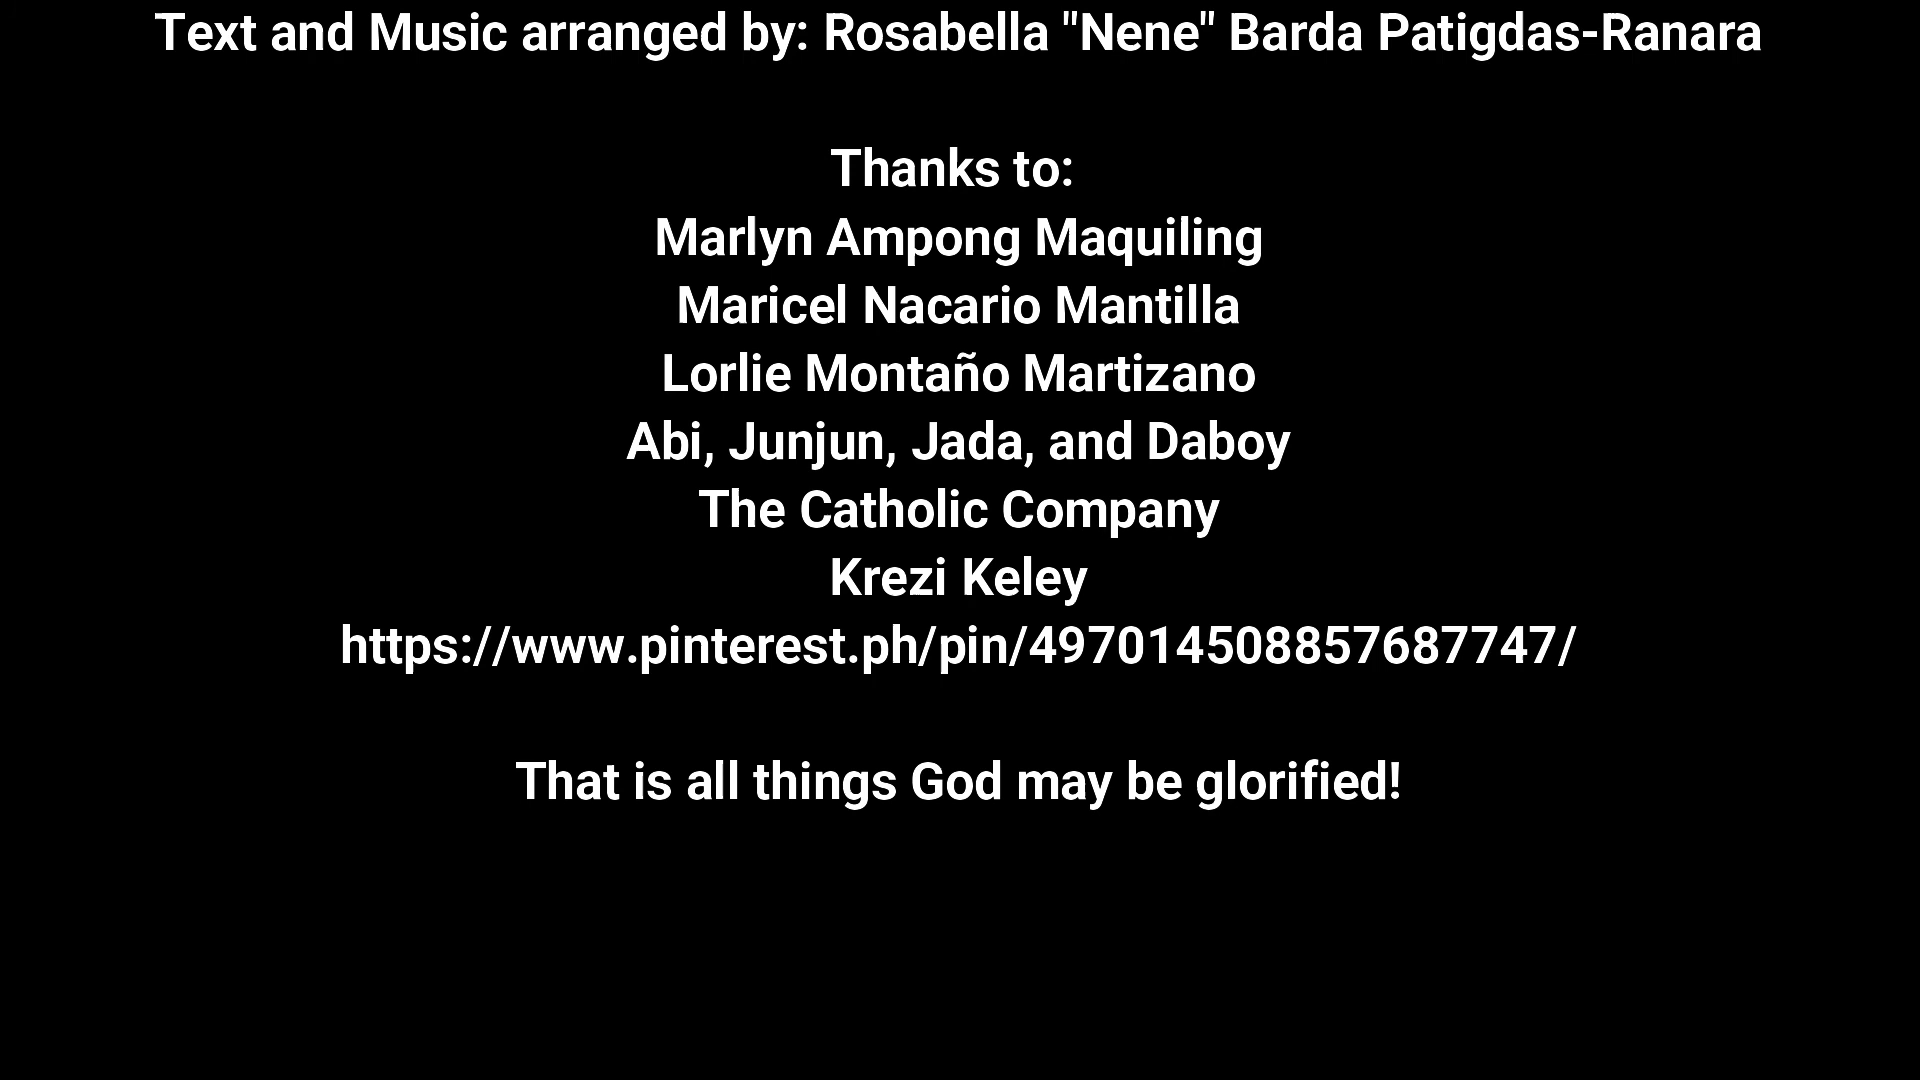 Text and Music arranged by: Rosabella "Nene" Barda Patigdas-Ranara
Thanks to:
Marlyn Ampong Maquiling
Maricel Nacario Mantilla
Lorlie Montaño Martizano
Abi, Junjun, Jada, and Daboy
The Catholic Company
Krezi Keley
https://www.pinterest.ph/pin/497014508857687747/
That is all things God may be glorified!